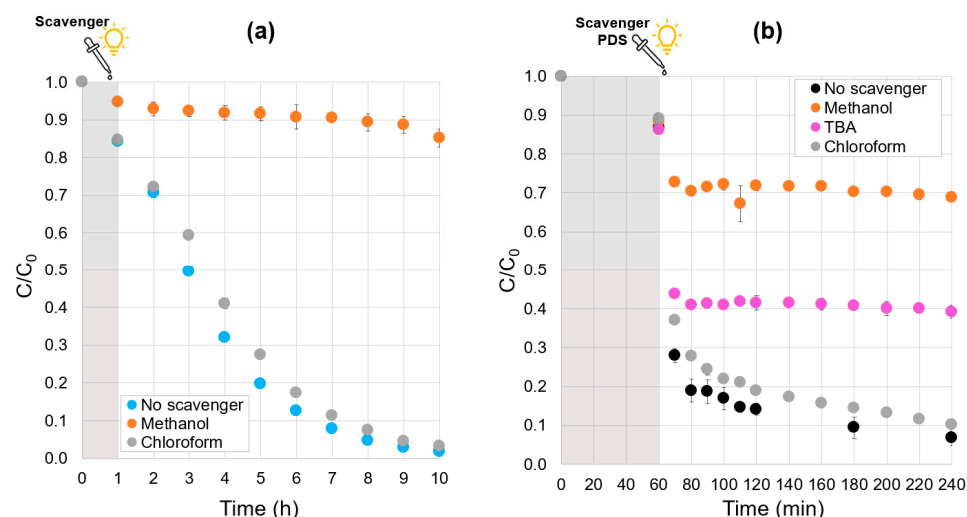 Scavenger
(a)
C/C0
1.0
0.9
0.8
0.7
0.6
0.5
0.4
0.3
0.2
0.1
0.0
No scavenger
Methanol
Chloroform
0 1 2 3 4 5 6 7 8 9 10
Time (h)
Scavenger
PDS
(b)
C/C0
1.0
0.9
0.8
0.7
0.6
0.5
0.4
0.3
0.2
0.1
0.0
No scavenger
Methanol
TBA
Chloroform
0 20 40 60 80 100 120 140 160 180 200 220 240
Time (min)